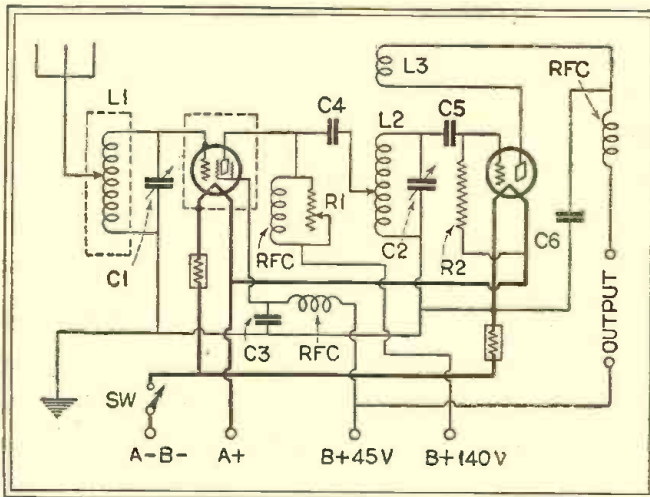 L1
C4
L2
C5
L3
RFC
R1
RFC
C1
C2
R2
C6
C3
RFC
OUTPUT
SW
A-B-
A+
B+45V
B+140V